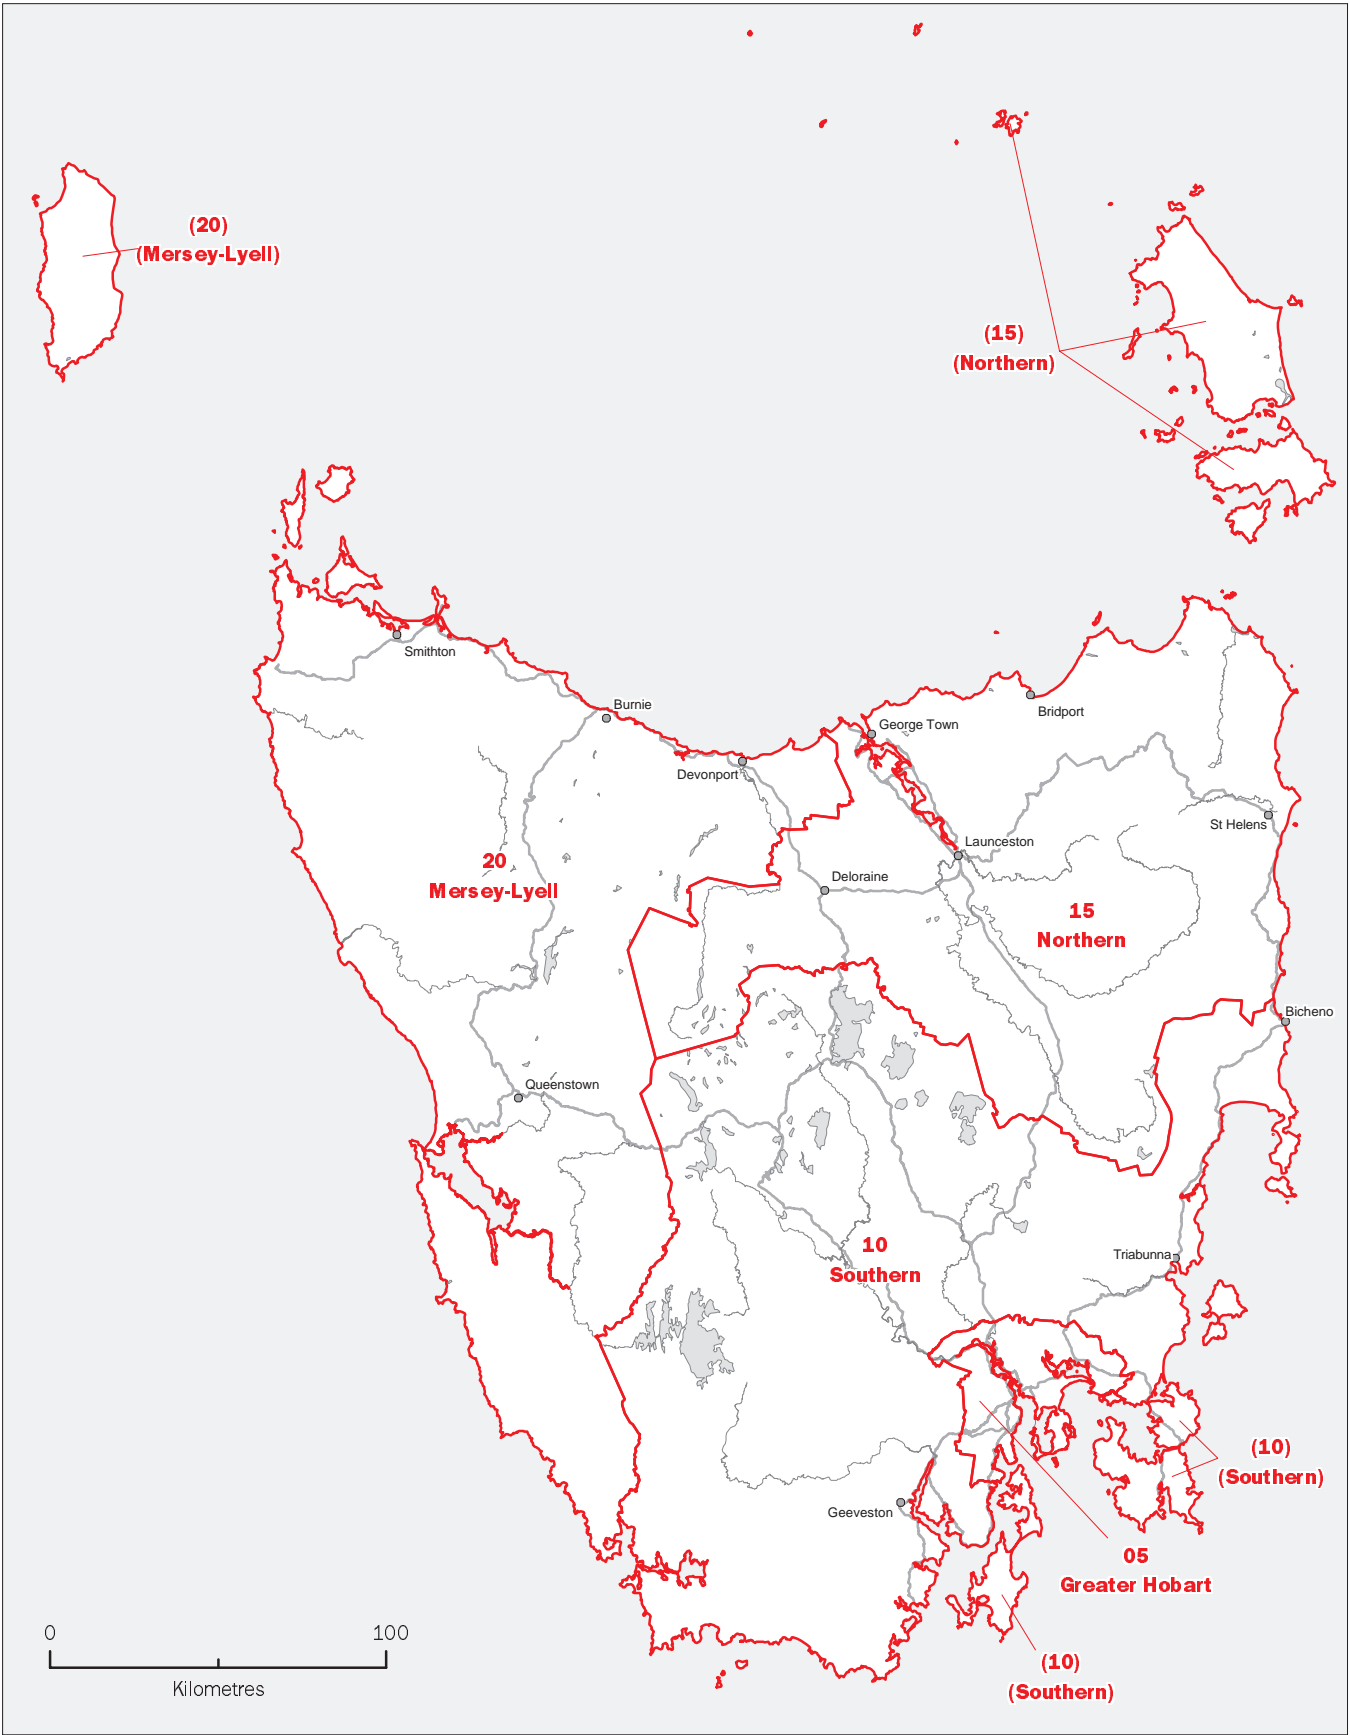 (20)
(Mersey-Lyell)
(15)
(Northern)
Smithton
Burnie
Bridport
George Town
Devonport
St Helens
Launceston
20
Mersey-Lyell
Deloraine
15
Northern
Bicheno
Queenstown
10
Southern
Triabunna
(10)
(Southern)
Geeveston
05
Greater Hobart
0 100
Kilometres
(10)
(Southern)